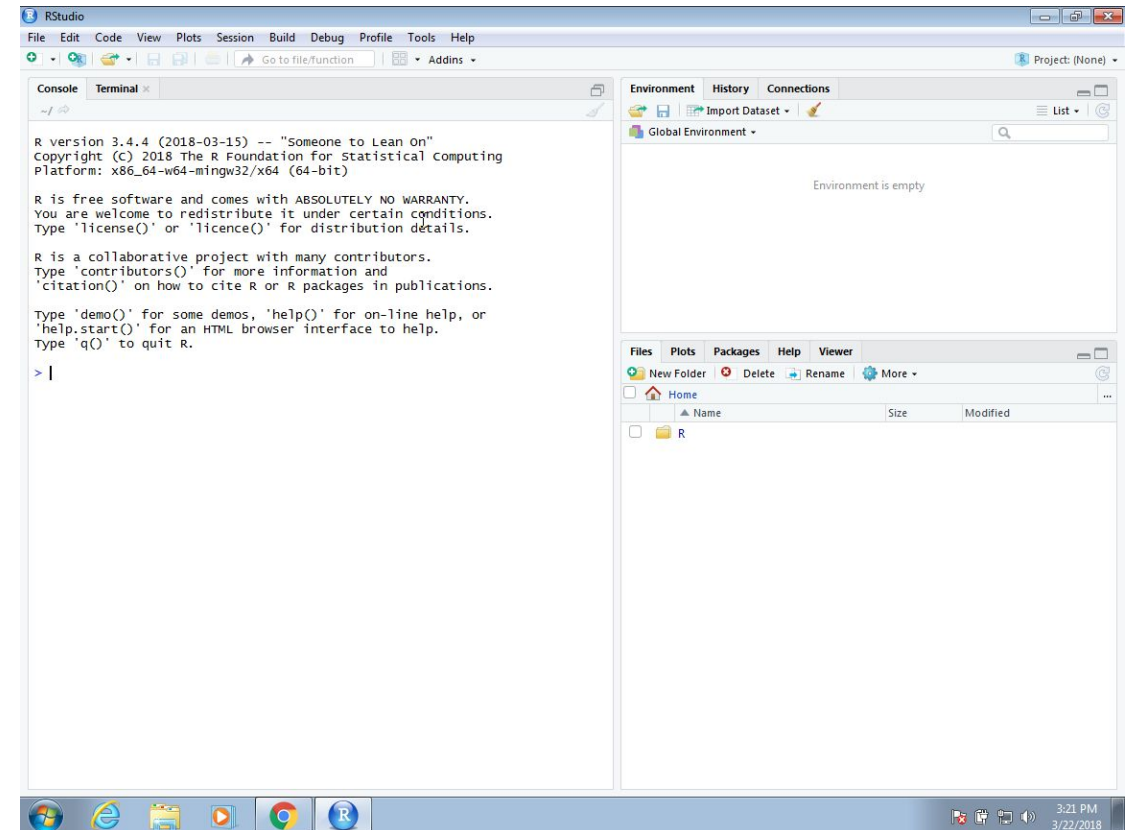 RStudio
File Edit Code View Plots Session Build Debug Profile Tools Help
Go to file/function Addins Project: (None)
Console Terminal
~/
R version 3.4.4 (2018-03-15) -- "Someone to Lean On"
Copyright (C) 2018 The R Foundation for Statistical Computing
Platform: x86_64-w64-mingw32/x64 (64-bit)
R is free software and comes with ABSOLUTELY NO WARRANTY.
You are welcome to redistribute it under certain conditions.
Type 'license()' or 'licence()' for distribution details.
R is a collaborative project with many contributors.
Type 'contributors()' for more information and
'citation()' on how to cite R or R packages in publications.
Type 'demo()' for some demos, 'help()' for on-line help, or
'help.start()' for an HTML browser interface to help.
Type 'q()' to quit R.
>
Environment History Connections
Import Dataset List
Global Environment
Environment is empty
Files Plots Packages Help Viewer
New Folder Delete Rename More
Home ...
Name Size Modified
R
R
3:21 PM
3/22/2018